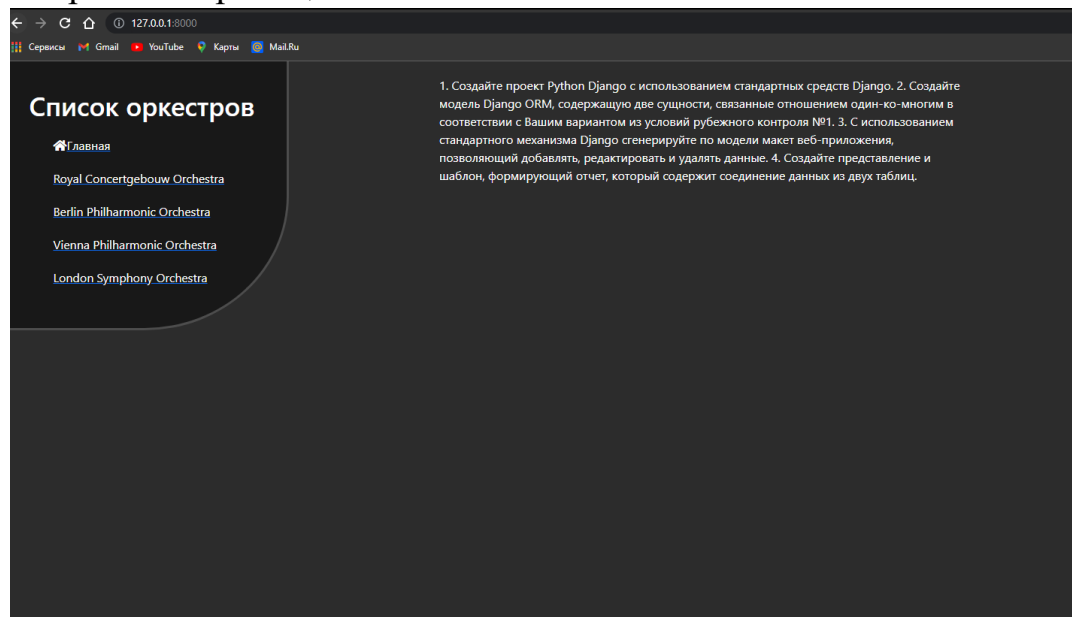 127.0.0.1:8000
Сервисы Gmail YouTube Карты Mail.Ru
Список оркестров
Главная
Royal Concertgebouw Orchestra
Berlin Philharmonic Orchestra
Vienna Philharmonic Orchestra
London Symphony Orchestra
1. Создайте проект Python Django с использованием стандартных средств Django. 2. Создайте
модель Django ORM, содержащую две сущности, связанные отношением один-ко-многим в
соответствии с Вашим вариантом из условий рубежного контроля №1. 3. С использованием
стандартного механизма Django сгенерируйте по модели макет веб-приложения,
позволяющий добавлять, редактировать и удалять данные. 4. Создайте представление и
шаблон, формирующий отчет, который содержит соединение данных из двух таблиц.